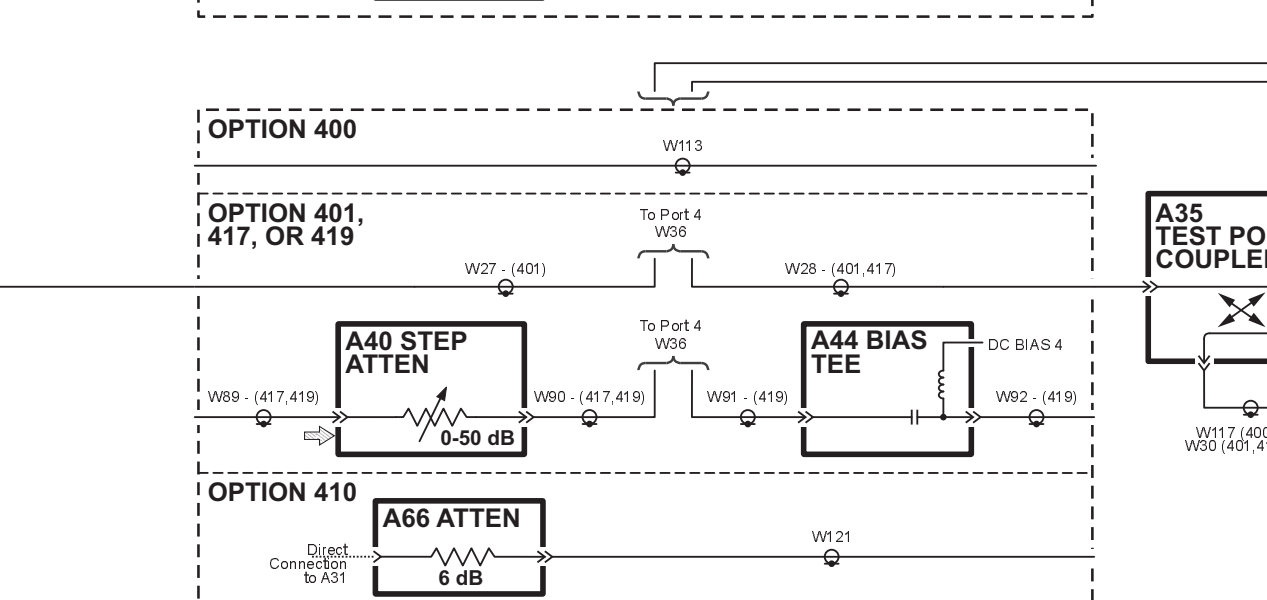 OPTION 400
W113
OPTION 401,
417, OR 419
To Port 4
W36
W27 - (401)
W28 - (401,417)
A35
TEST PO
COUPLE
A40 STEP
ATTEN
0-50 dB
To Port 4
W36
A44 BIAS
TEE
DC BIAS 4
W89 - (417,419)
W90 - (417,419)
W91 - (419)
W92 - (419)
W117 (400
W30 (401,4
OPTION 410
A66 ATTEN
6 dB
Direct
Connection
to A31
W121